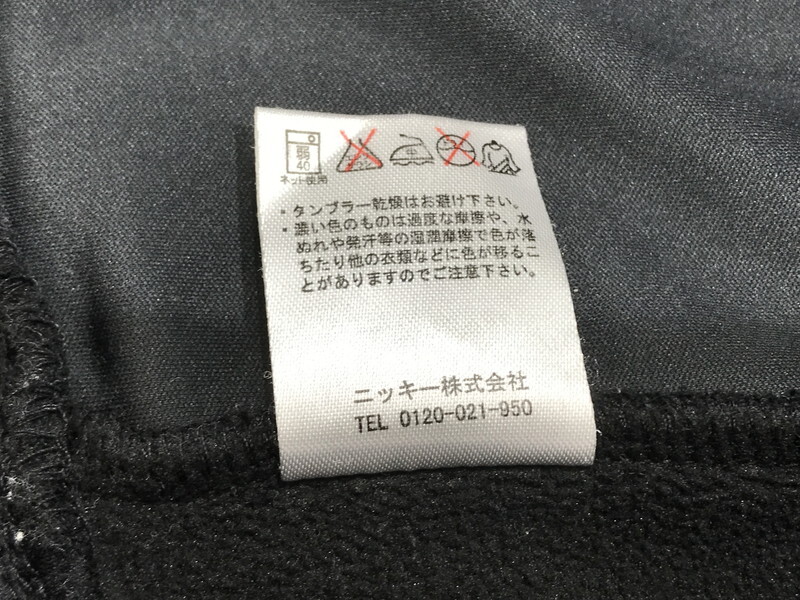 弱
40
中
ネット使用
・タンブラー乾燥はお避け下さい。
・濃い色のものは過度な摩擦や、水
ぬれや発汗等の湿潤摩擦で色が落
ちたり他の衣類などに色が移るこ
とがありますのでご注意下さい。
ニッキー株式会社
TEL 0120-021-950